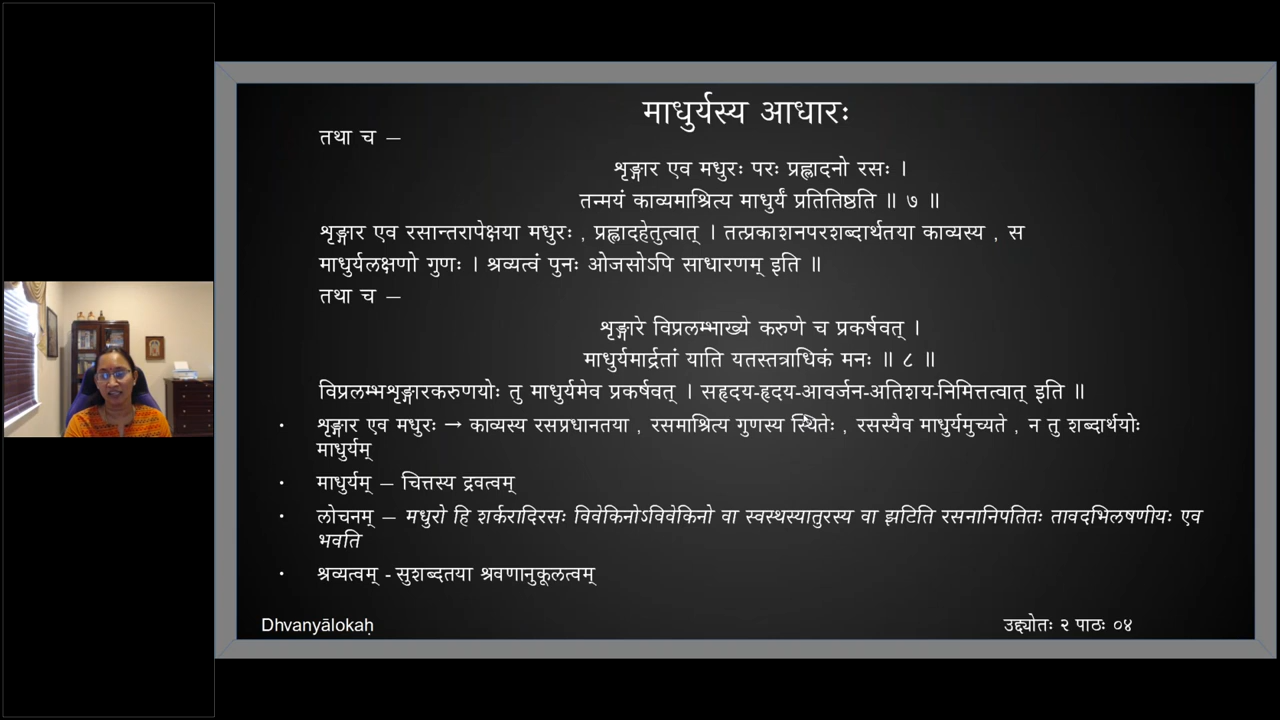 माधुर्यस्य आधारः
तथा च –
शृङ्गार एव मधुरः परः प्रह्लादनो रसः ।
तन्मयं काव्यमाश्रित्य माधुर्यं प्रतितिष्ठति ॥ ७ ॥
शृङ्गार एव रसान्तरापेक्षया मधुरः , प्रह्लादहेतुत्वात् । तत्प्रकाशनपरशब्दार्थतया काव्यस्य , स
माधुर्यलक्षणो गुणः । श्रव्यत्वं पुनः ओजसोऽपि साधारणम् इति ॥
तथा च –
शृङ्गारे विप्रलम्भाख्ये करुणे च प्रकर्षवत् ।
माधुर्यमार्द्रतां याति यतस्तत्राधिकं मनः ॥ ८ ॥
विप्रलम्भशृङ्गारकरुणयोः तु माधुर्यमेव प्रकर्षवत् । सहृदय-हृदय-आवर्जन-अतिशय-निमित्तत्वात् इति ॥
• शृङ्गार एव मधुरः → काव्यस्य रसप्रधानतया , रसमाश्रित्य गुणस्य स्थितेः , रसस्यैव माधुर्यमुच्यते , न तु शब्दार्थयोः
माधुर्यम्
• माधुर्यम् – चित्तस्य द्रवत्वम्
• लोचनम् – मधुरो हि शर्करादिरसः विवेकिनोऽविवेकिनो वा स्वस्थस्यातुरस्य वा झटिति रसनानिपतितः तावदभिलषणीयः एव
भवति
• श्रव्यत्वम् - सुशब्दतया श्रवणानुकूलत्वम्
Dhvanyālokaḥ
उद्द्योतः २ पाठः ०४